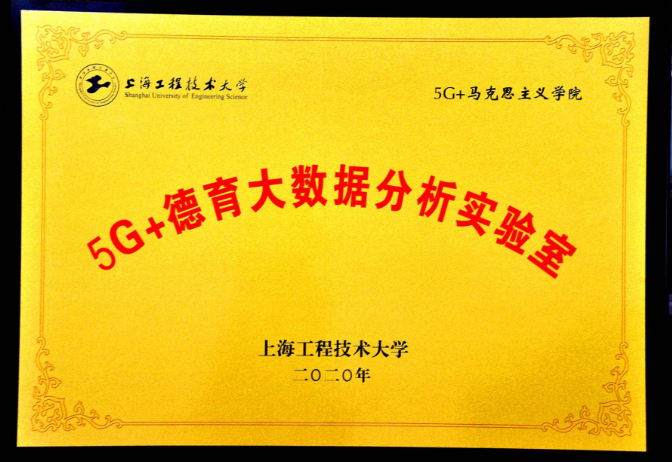 上海工程技术大学
Shanghai University of Engineering Science
5G+马克思主义学院
5G+德育大数据分析实验室
上海工程技术大学
二〇二〇年